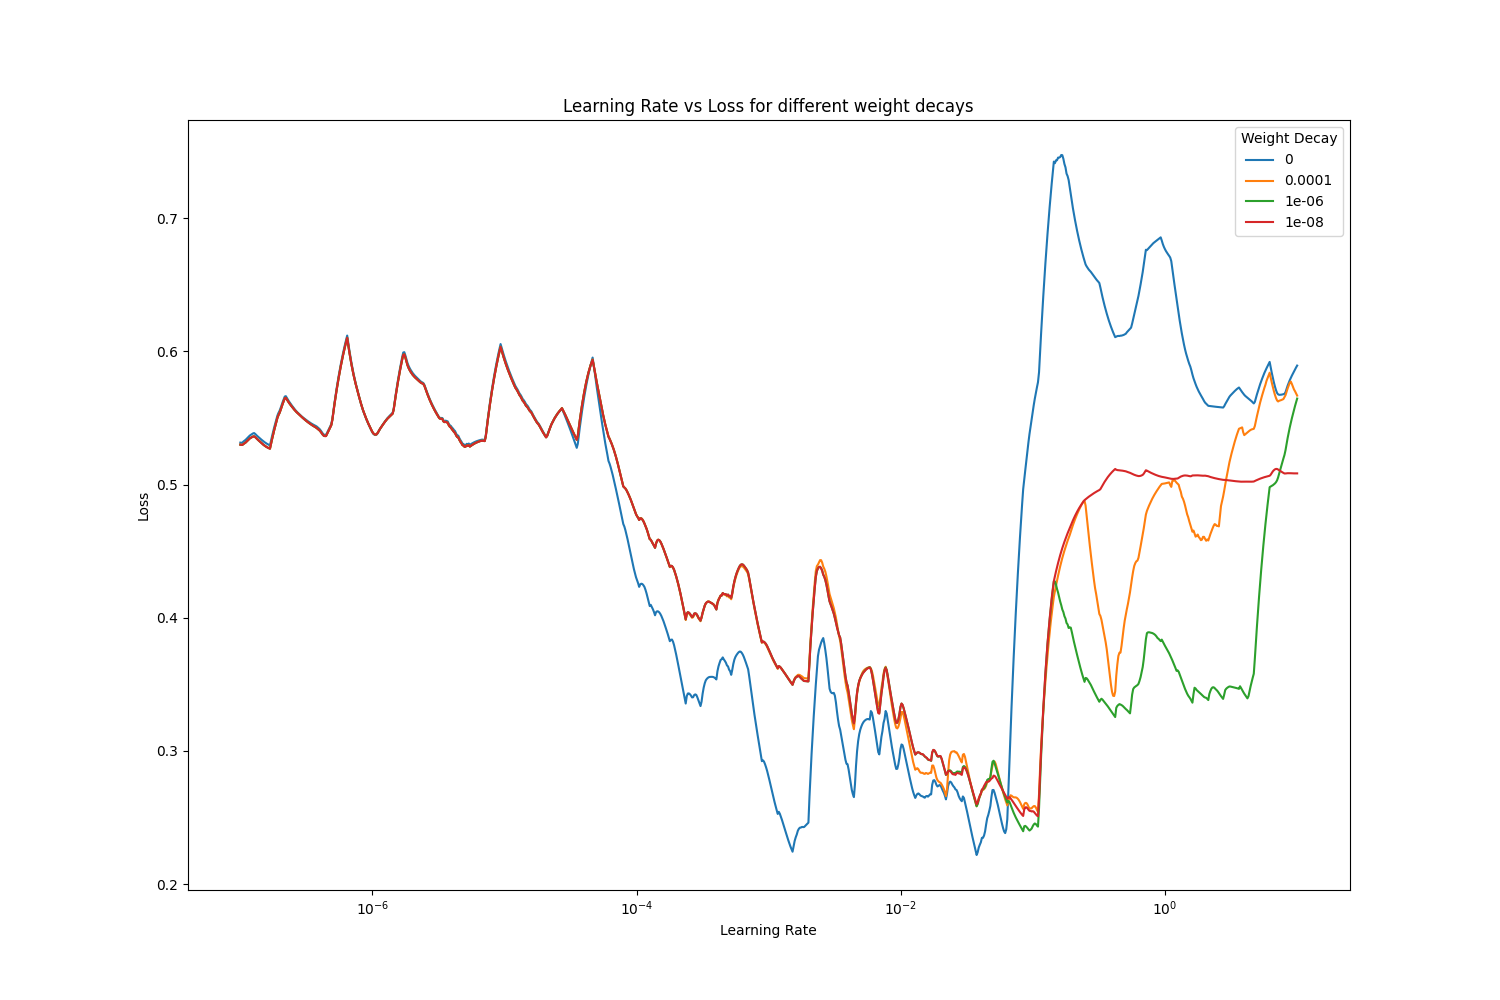 Learning Rate vs Loss for different weight decays
Weight Decay
0
0.0001
1e-06
1e-08
0.7
0.6
0.5
0.4
0.3
0.2
Loss
10⁻⁶
10⁻⁴
10⁻²
10⁰
Learning Rate